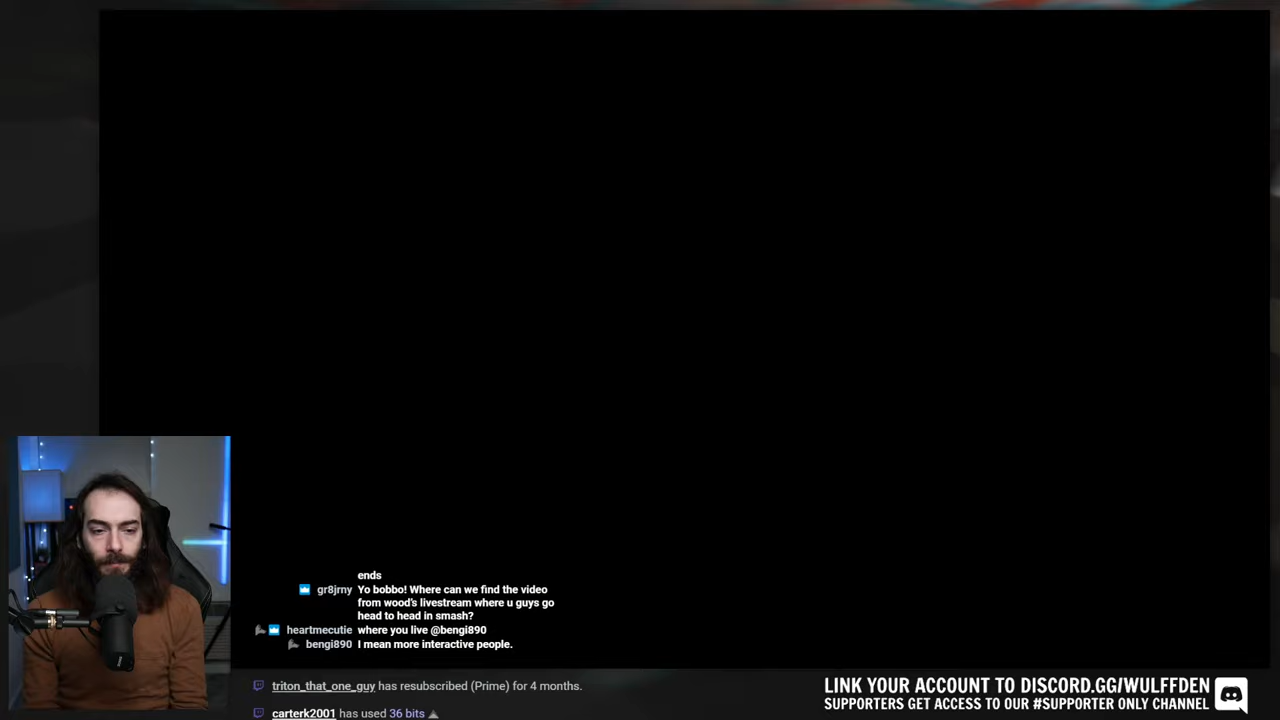 ends
gr8jrny Yo bobbo! Where can we find the video
from wood's livestream where u guys go
head to head in smash?
heartmecutie where you live @bengi890
bengi890 I mean more interactive people.
triton_that_one_guy has resubscribed (Prime) for 4 months.
carterk2001 has used 36 bits
LINK YOUR ACCOUNT TO DISCORD.GG/WULFFDEN
SUPPORTERS GET ACCESS TO OUR #SUPPORTER ONLY CHANNEL